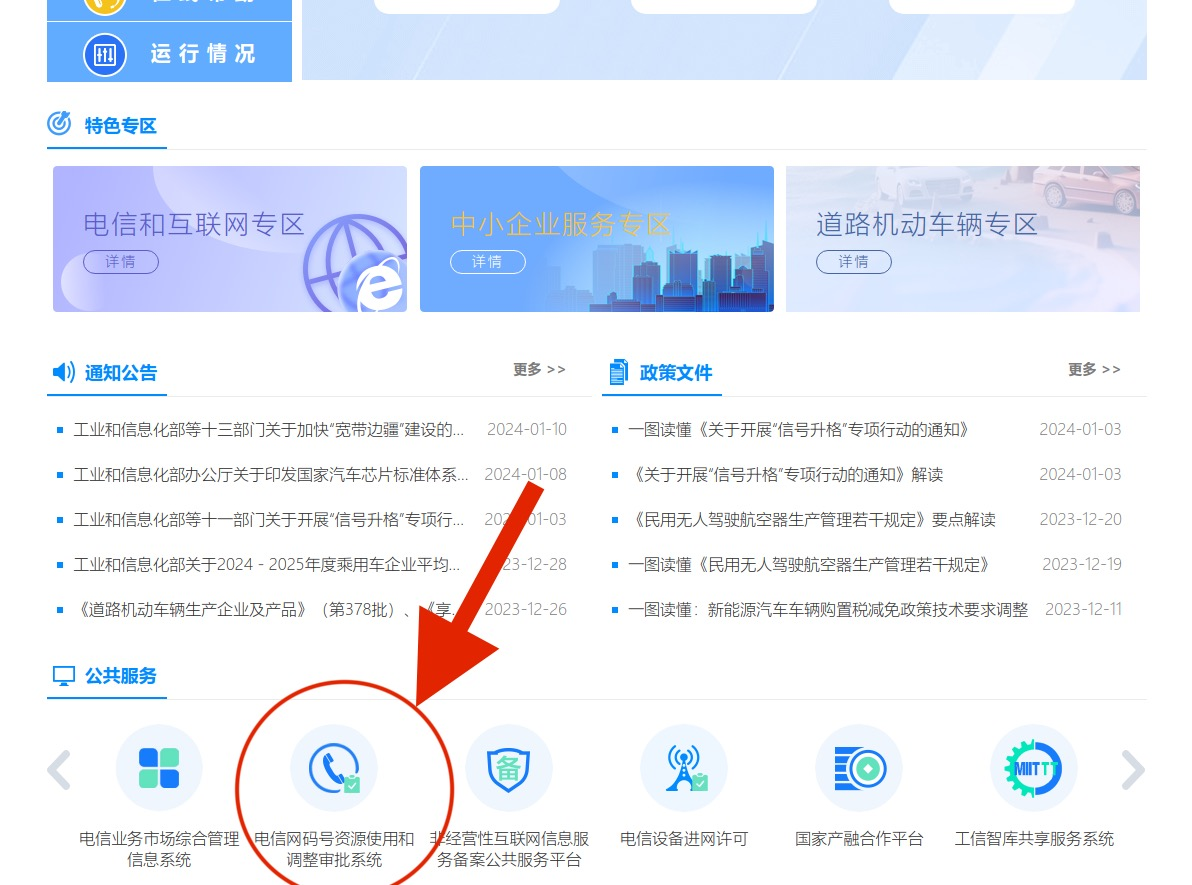 运行情况
特色专区
电信和互联网专区
详情
中小企业服务专区
详情
道路机动车辆专区
详情
通知公告
更多 >>
工业和信息化部等十三部门关于加快“宽带边疆”建设的... 2024-01-10
工业和信息化部办公厅关于印发国家汽车芯片标准体系... 2024-01-08
工业和信息化部等十一部门关于开展“信号升格”专项行... 01-03
工业和信息化部关于2024－2025年度乘用车企业平均... 23-12-28
《道路机动车辆生产企业及产品》（第378批）、《享... 2023-12-26
政策文件
更多 >>
一图读懂《关于开展“信号升格”专项行动的通知》 2024-01-03
《关于开展“信号升格”专项行动的通知》解读 2024-01-03
《民用无人驾驶航空器生产管理若干规定》要点解读 2023-12-20
一图读懂《民用无人驾驶航空器生产管理若干规定》 2023-12-19
一图读懂：新能源汽车车辆购置税减免政策技术要求调整 2023-12-11
公共服务
电信业务市场综合管理
信息系统
电信网码号资源使用和
调整审批系统
备
非经营性互联网信息服
务备案公共服务平台
电信设备进网许可
国家产融合作平台
MIIT TT
工信智库共享服务系统